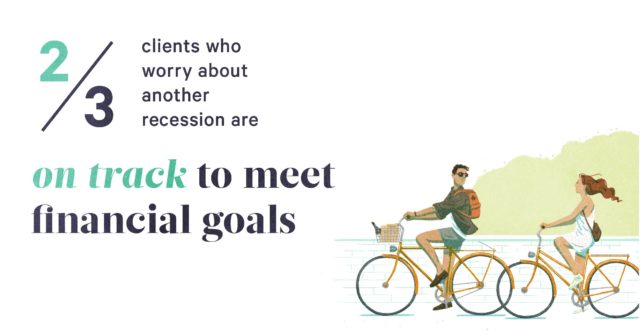 2/3
clients who
worry about
another
recession are
on track to meet
financial goals